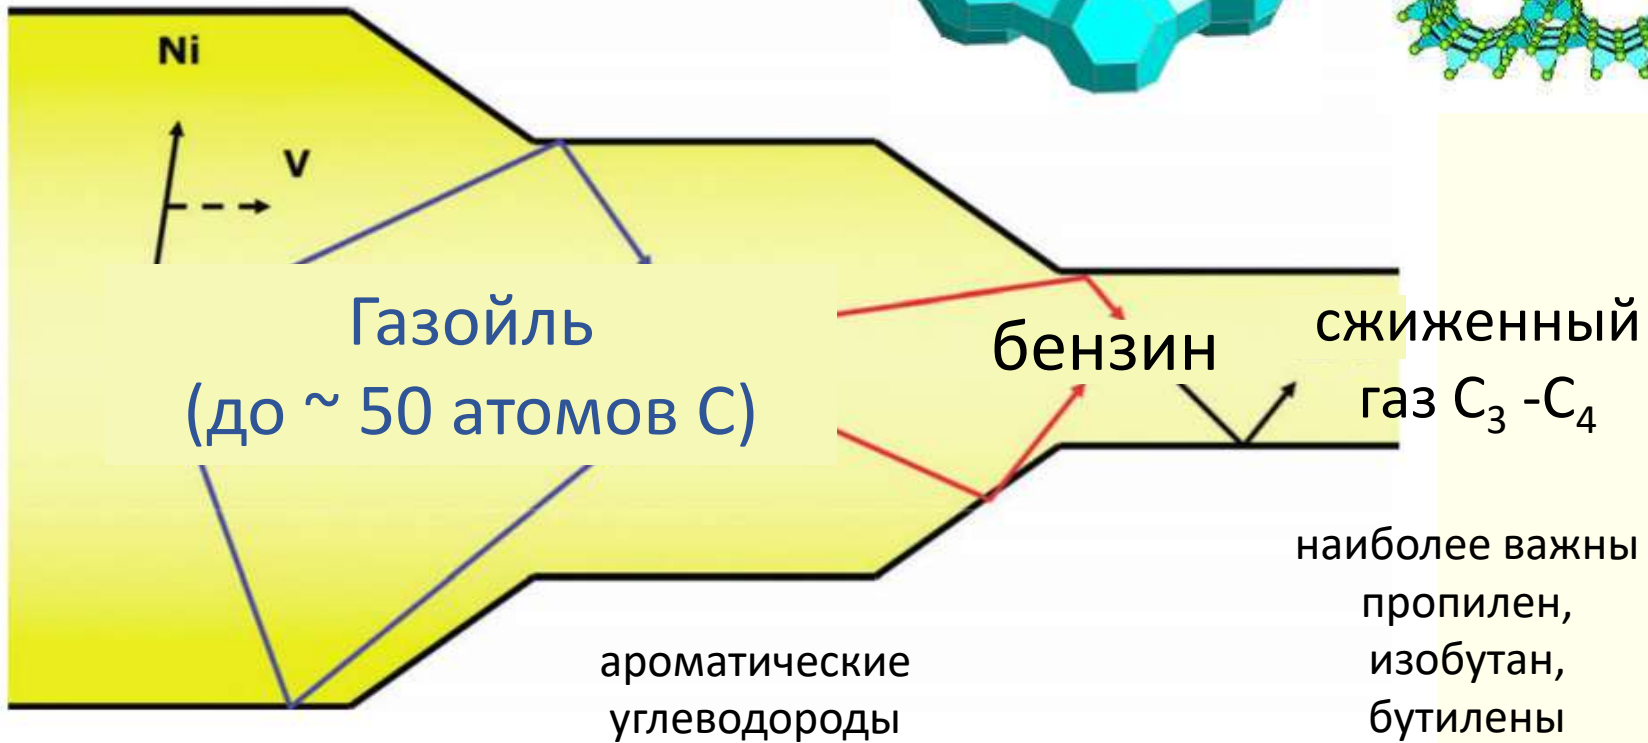 Ni
V
Газойль
(до ~ 50 атомов С)
бензин
сжиженный
газ С₃ -С₄
наиболее важны
пропилен,
изобутан,
бутилены
ароматические
углеводороды